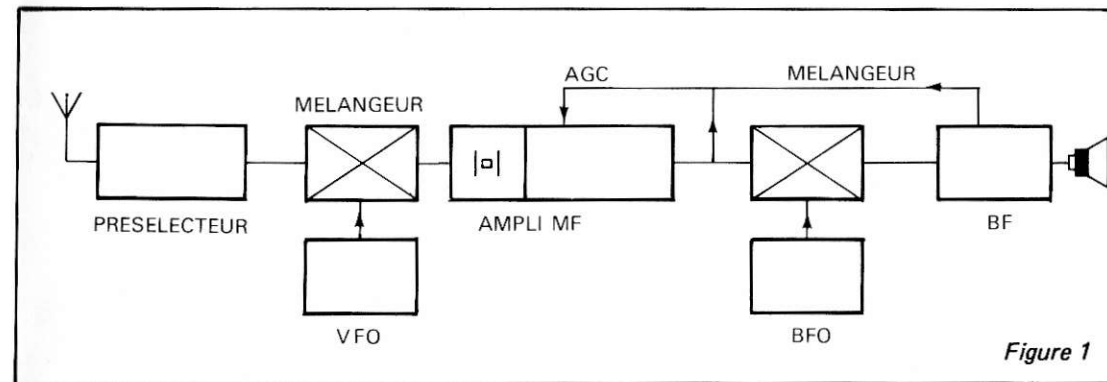 AGC
MELANGEUR
MELANGEUR
PRESELECTEUR
AMPLI MF
BF
VFO
BFO
Figure 1